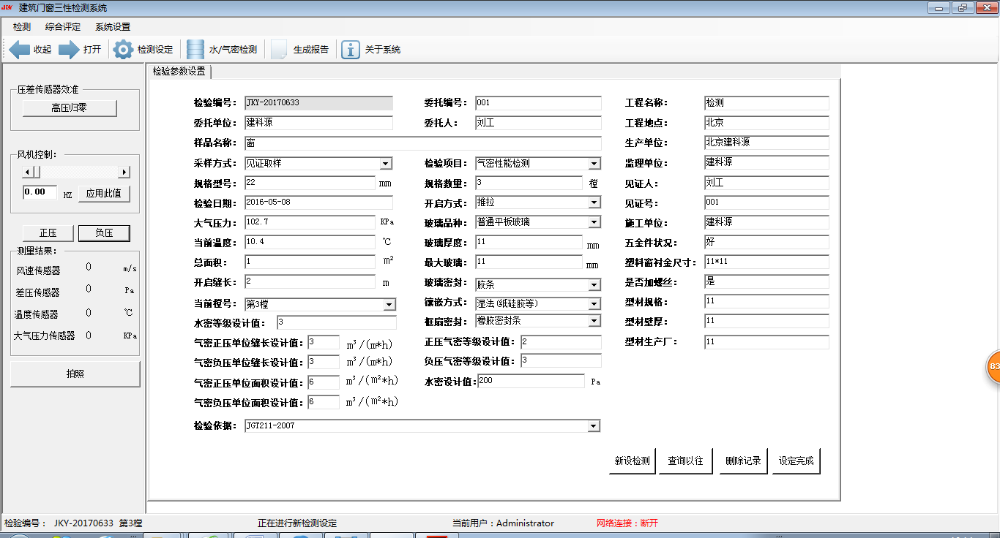 JKY 建筑门窗三性检测系统
检测 综合评定 系统设置
收起 打开 检测设定 水/气密检测 生成报告 关于系统
压差传感器效准
高压归零
风机控制:
0.00 HZ 应用此值
正压 负压
测量结果:
风速传感器 0 m/s
差压传感器 0 Pa
温度传感器 0 ℃
大气压力传感器 0 KPa
拍照
检验参数设置
检验编号: JKY-20170633 委托编号: 001 工程名称: 检测
委托单位: 建科源 委托人: 刘工 工程地点: 北京
样品名称: 窗 生产单位: 北京建科源
采样方式: 见证取样 检验项目: 气密性能检测 监理单位: 建科源
规格型号: 22 mm 规格数量: 3 樘 见证人: 刘工
检验日期: 2016-05-08 开启方式: 推拉 见证号: 001
大气压力: 102.7 KPa 玻璃品种: 普通平板玻璃 施工单位: 建科源
当前温度: 10.4 ℃ 玻璃厚度: 11 mm 五金件状况: 好
总面积: 1 m² 最大玻璃: 11 mm 塑料窗衬金尺寸: 11*11
开启缝长: 2 m 玻璃密封: 胶条 是否加螺丝: 是
当前樘号: 第3樘 镶嵌方式: 湿法(纸硅胶等) 型材规格: 11
水密等级设计值: 3 框扇密封: 橡胶密封条 型材壁厚: 11
气密正压单位缝长设计值: 3 m³/(m*h) 正压气密等级设计值: 2 型材生产厂: 11
气密负压单位缝长设计值: 3 m³/(m*h) 负压气密等级设计值: 3
气密正压单位面积设计值: 6 m³/(m²*h) 水密设计值: 200 Pa
气密负压单位面积设计值: 6 m³/(m²*h)
检验依据: JGT211-2007
新设检测 查询以往 删除记录 设定完成
83
检验编号: JKY-20170633 第3樘 正在进行新检测设定 当前用户:Administrator 网络连接:断开